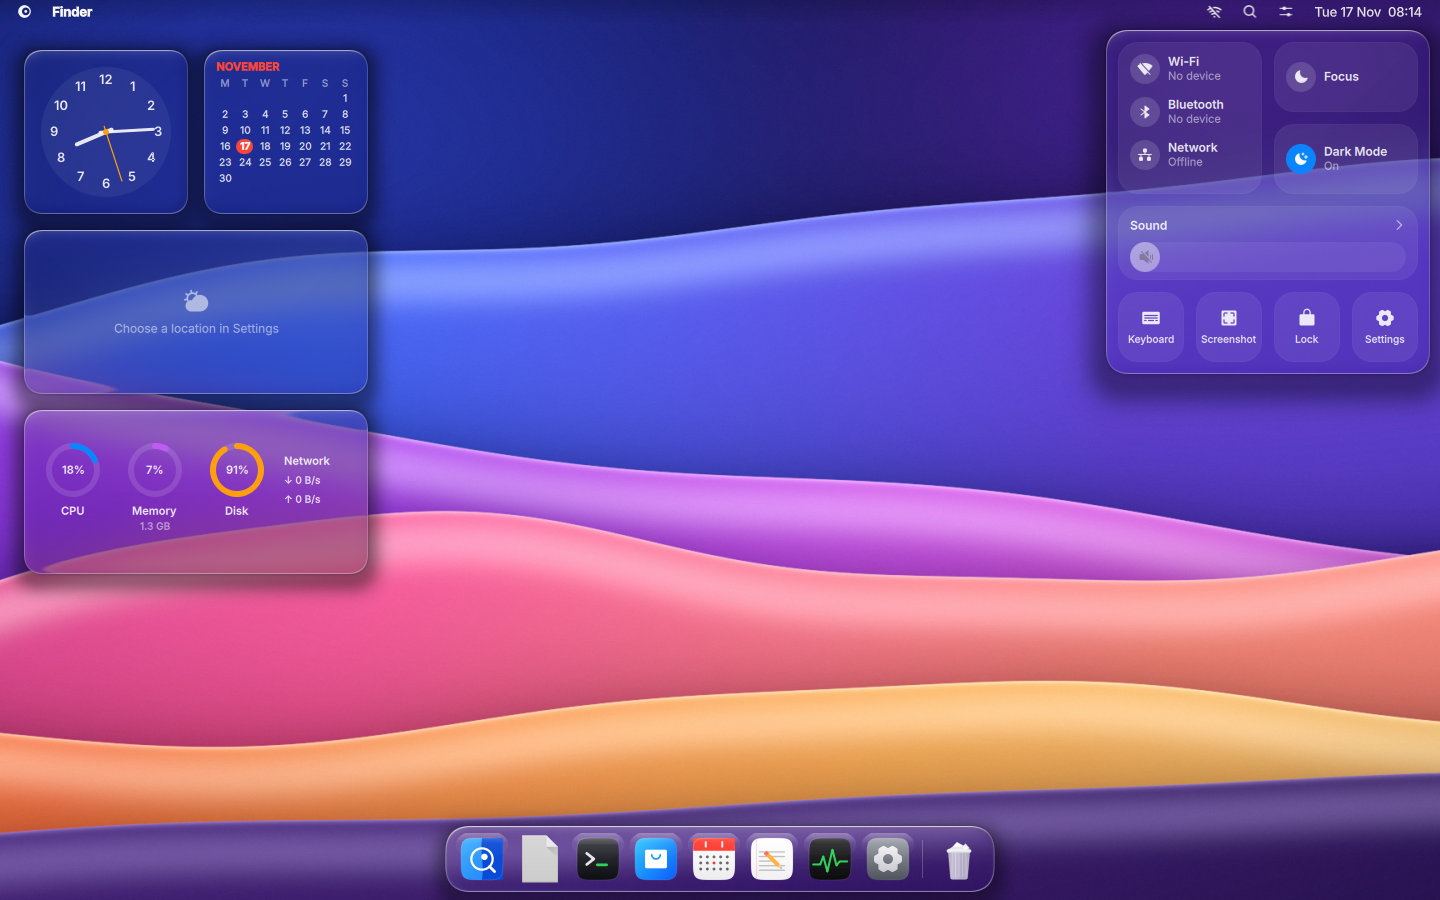 Finder
Tue 17 Nov 08:14
12
11 1
10 2
9 3
8 4
7 5
6
NOVEMBER
M T W T F S S
1
2 3 4 5 6 7 8
9 10 11 12 13 14 15
16 17 18 19 20 21 22
23 24 25 26 27 28 29
30
Choose a location in Settings
18%
CPU
7%
Memory
1.3 GB
91%
Disk
Network
↓ 0 B/s
↑ 0 B/s
Wi-Fi
No device
Bluetooth
No device
Network
Offline
Focus
Dark Mode
On
Sound
Keyboard
Screenshot
Lock
Settings